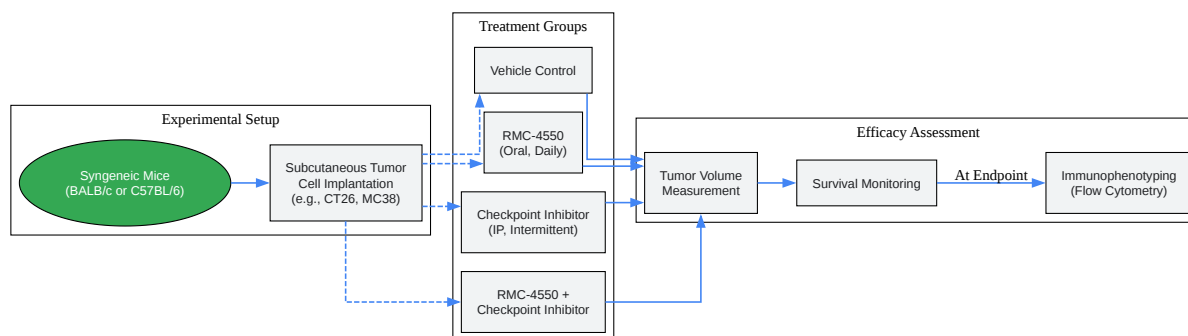 Experimental Setup
Syngeneic Mice
(BALB/c or C57BL/6)
Subcutaneous Tumor
Cell Implantation
(e.g., CT26, MC38)
Treatment Groups
Vehicle Control
RMC-4550
(Oral, Daily)
Checkpoint Inhibitor
(IP, Intermittent)
RMC-4550 +
Checkpoint Inhibitor
Efficacy Assessment
Tumor Volume
Measurement
Survival Monitoring
At Endpoint
Immunophenotyping
(Flow Cytometry)